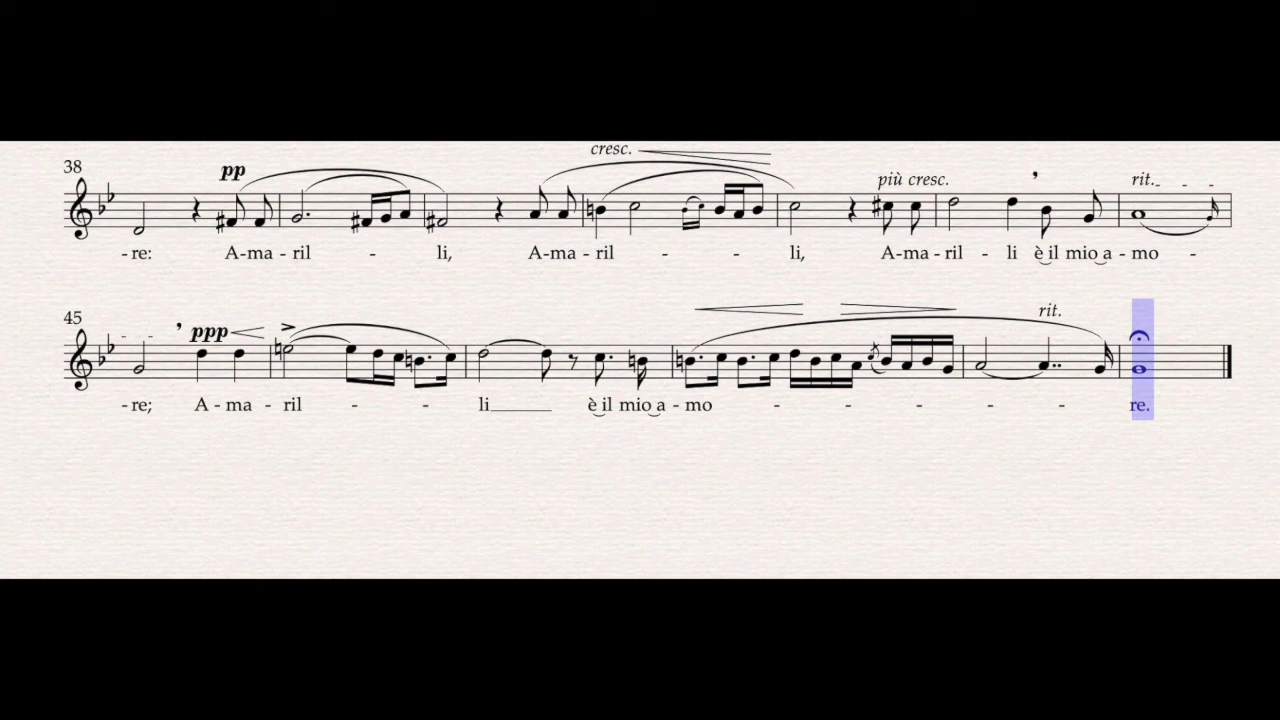 cresc.
38 pp più cresc. , rit. - - -
- re: A-ma - ril - li, A-ma - ril - - li, A-ma - ril - li è il mio a - mo -
rit.
45 - - , ppp
- re; A - ma - ril - - li____ è il mio a - mo - - - - - re.